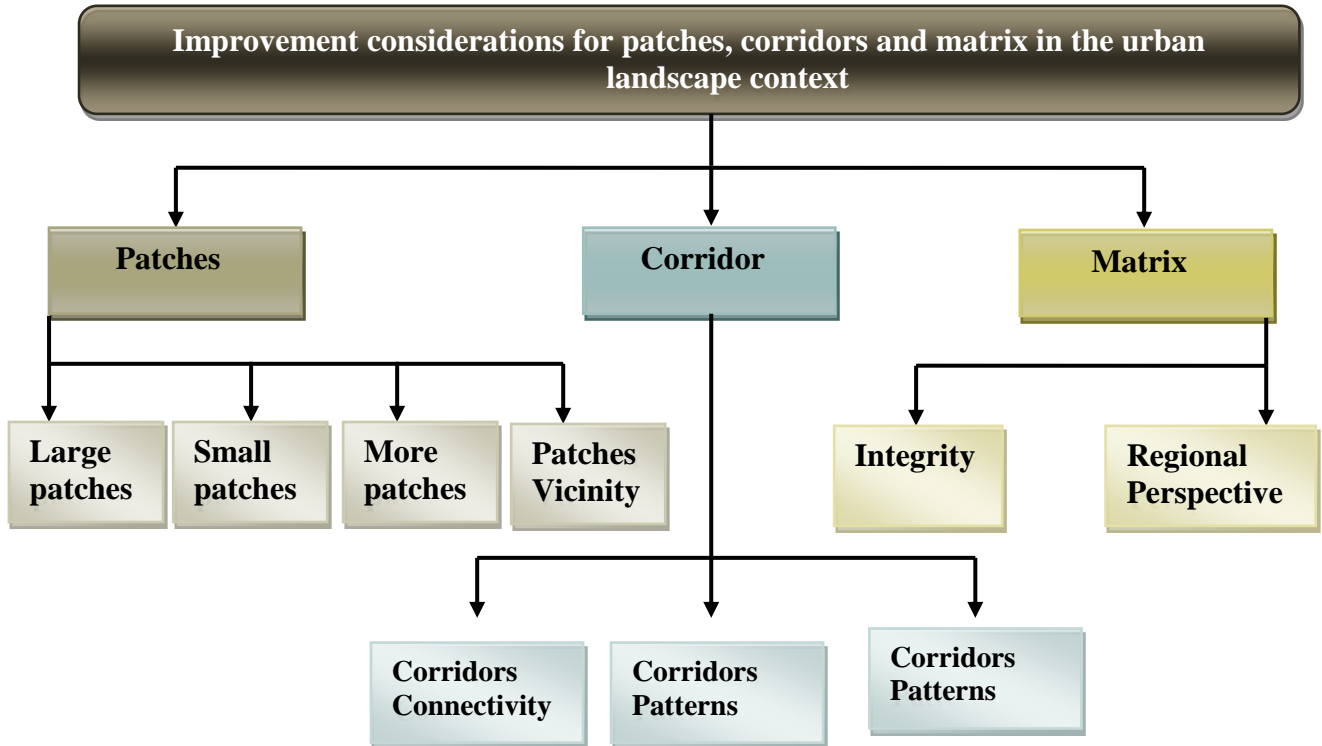 Improvement considerations for patches, corridors and matrix in the urban
landscape context
Patches
Corridor
Matrix
Large
patches
Small
patches
More
patches
Patches
Vicinity
Integrity
Regional
Perspective
Corridors
Connectivity
Corridors
Patterns
Corridors
Patterns